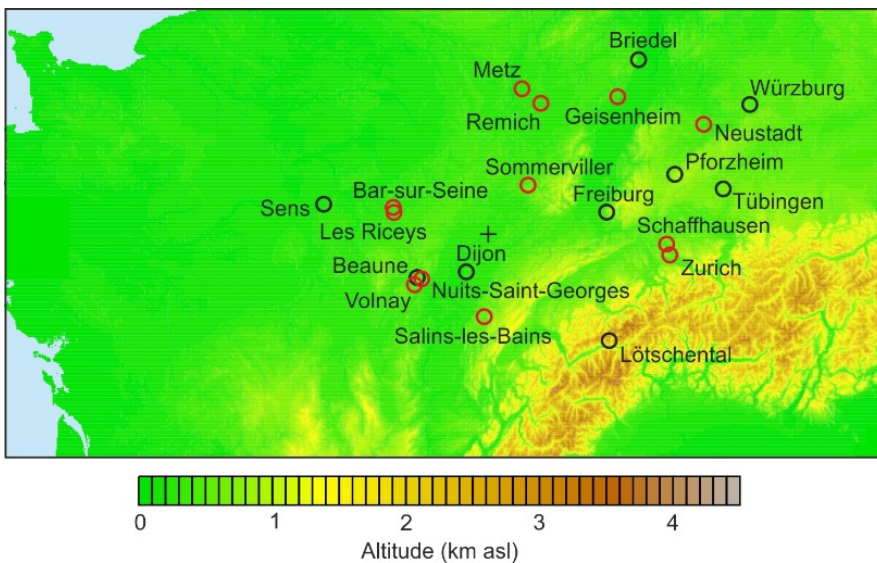 Briedel
Metz
Würzburg
Remich
Geisenheim
Neustadt
Pforzheim
Sommerviller
Bar-sur-Seine
Freiburg
Tübingen
Sens
Les Riceys
Schaffhausen
Dijon
Beaune
Zurich
Nuits-Saint-Georges
Volnay
Salins-les-Bains
Lötschental
0 1 2 3 4
Altitude (km asl)